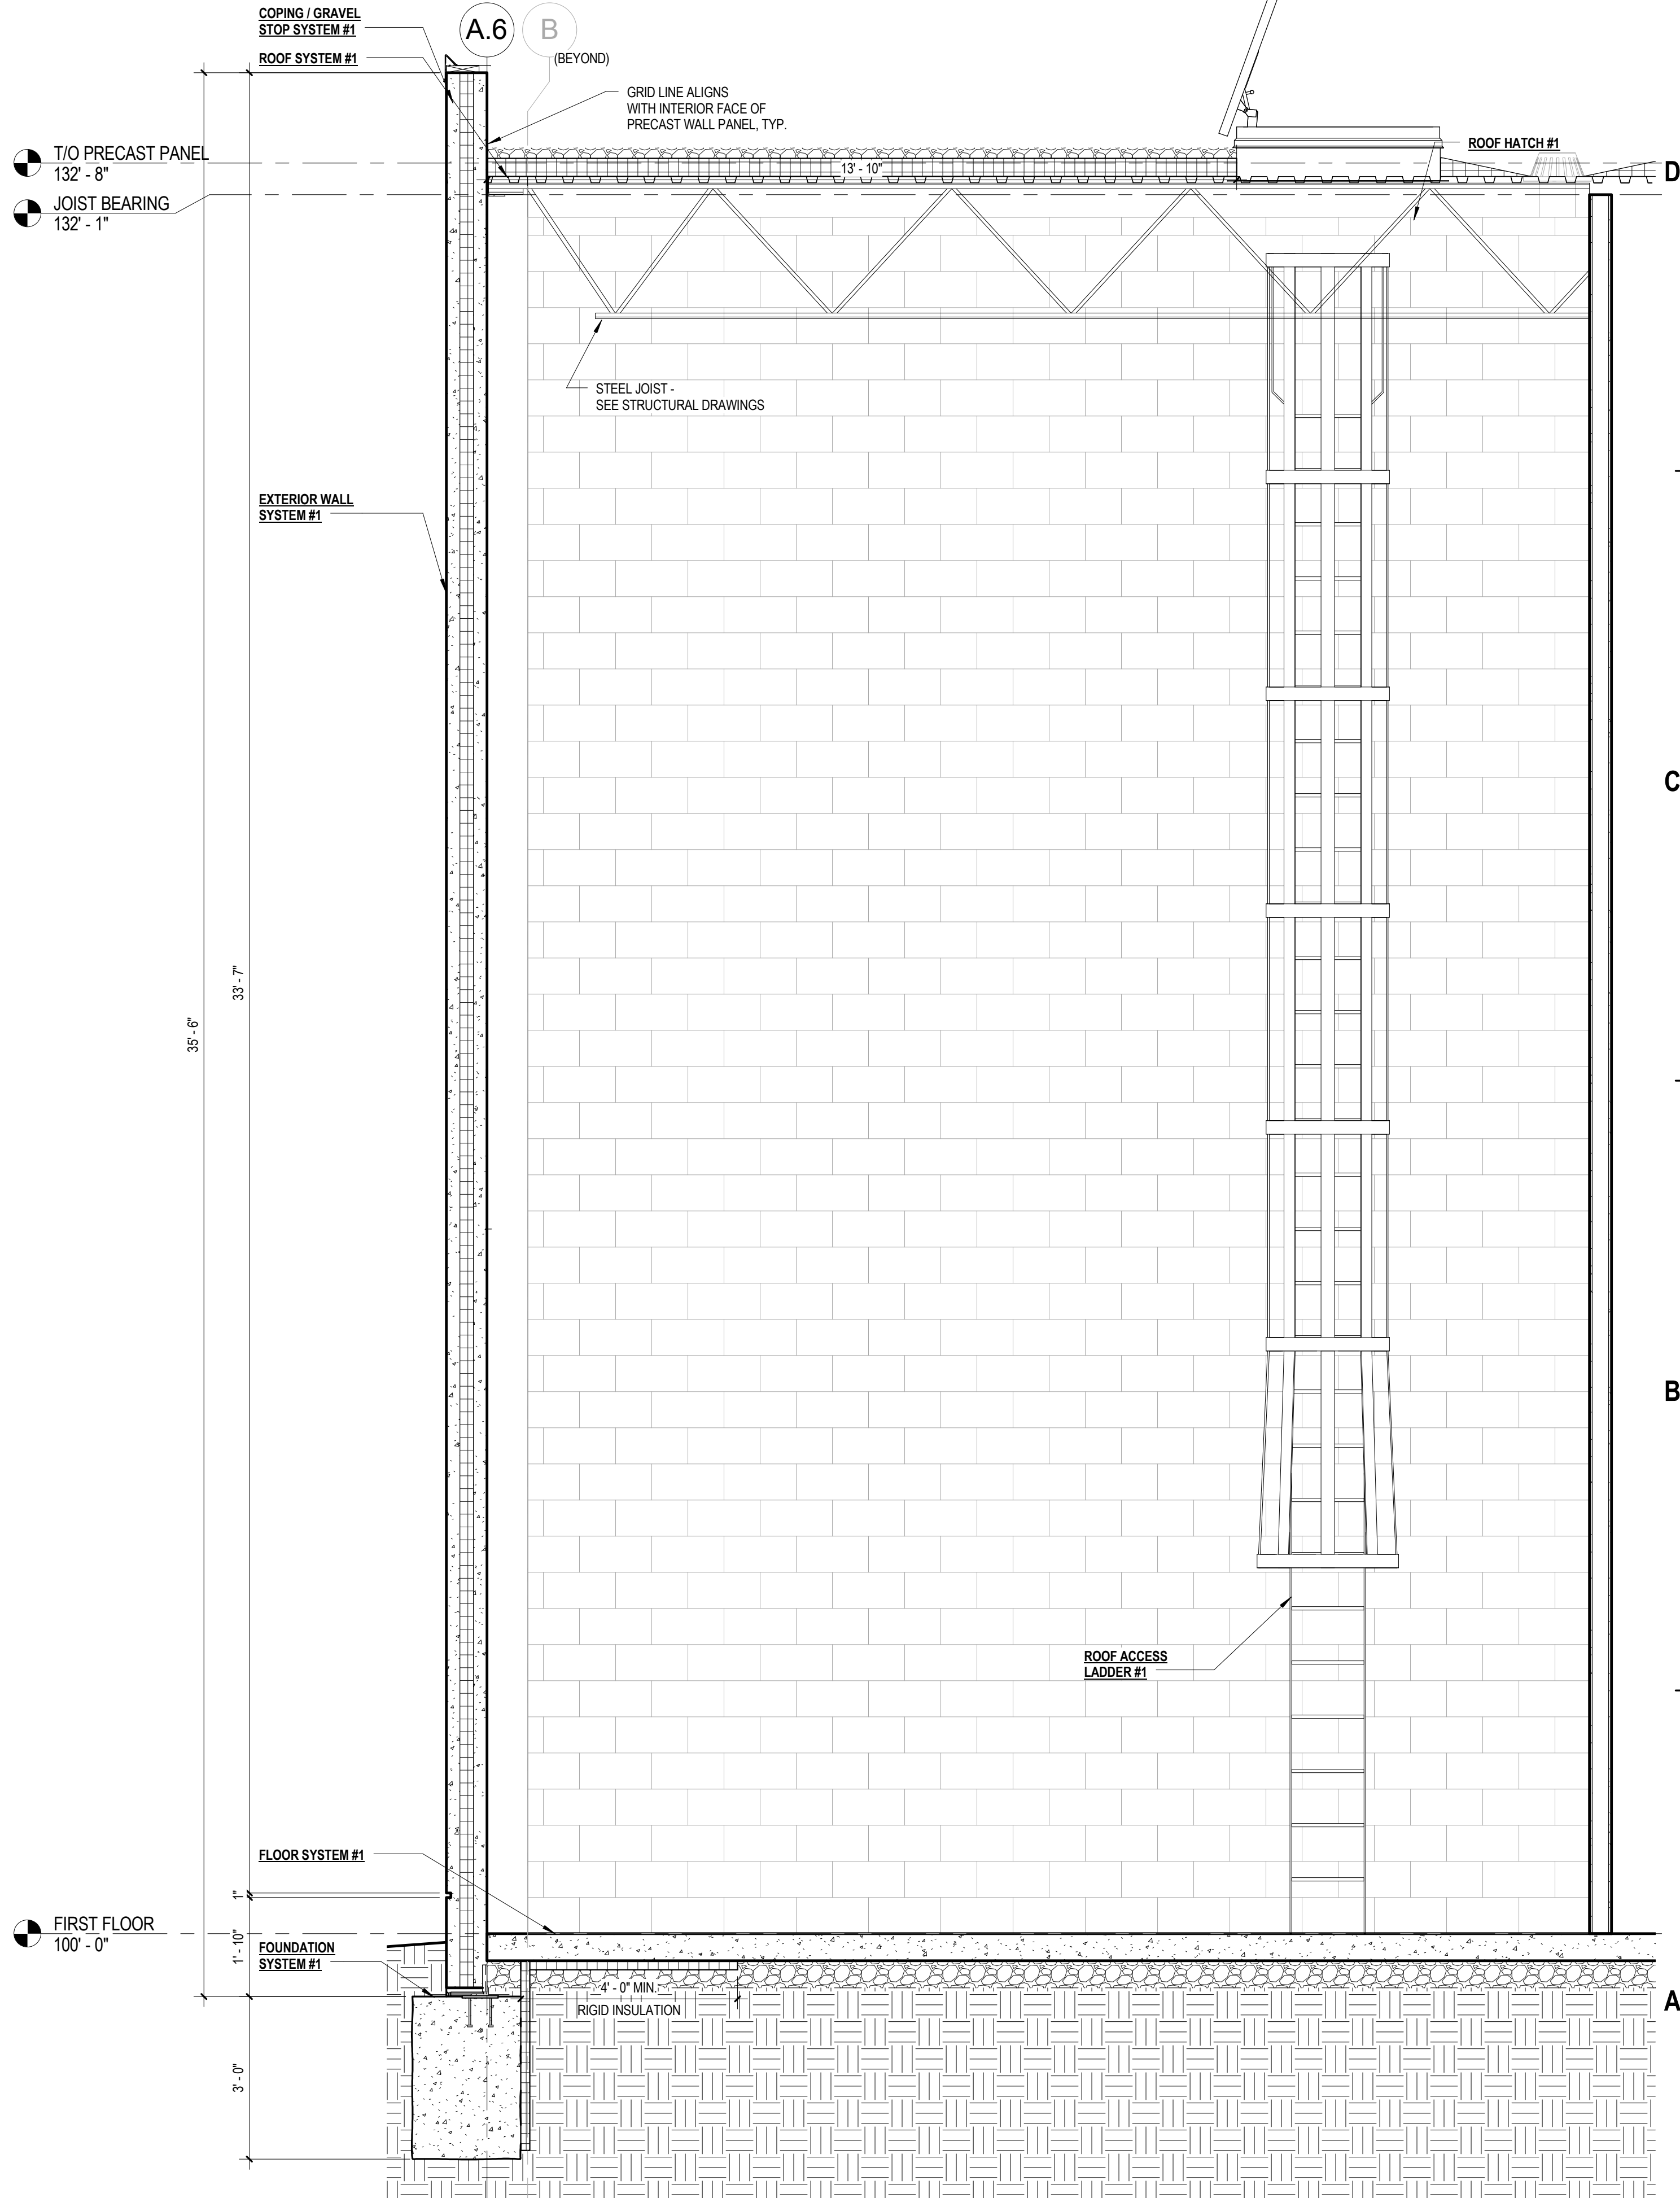 COPING / GRAVEL
STOP SYSTEM #1
A.6
B
ROOF SYSTEM #1
(BEYOND)
GRID LINE ALIGNS
WITH INTERIOR FACE OF
PRECAST WALL PANEL, TYP.
ROOF HATCH #1
T/O PRECAST PANEL
132' - 8"
13' - 10"
D
JOIST BEARING
132' - 1"
STEEL JOIST -
SEE STRUCTURAL DRAWINGS
EXTERIOR WALL
SYSTEM #1
C
33' - 7"
35' - 6"
B
ROOF ACCESS
LADDER #1
FLOOR SYSTEM #1
1"
FIRST FLOOR
100' - 0"
1' - 10"
FOUNDATION
SYSTEM #1
4' - 0" MIN.
RIGID INSULATION
A
3' - 0"